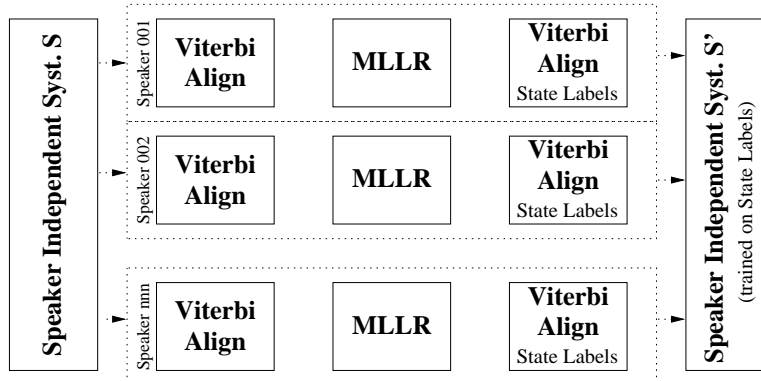 Speaker Independent Syst. S
Speaker 001
Viterbi
Align
MLLR
Viterbi
Align
State Labels
Speaker 002
Viterbi
Align
MLLR
Viterbi
Align
State Labels
Speaker nnn
Viterbi
Align
MLLR
Viterbi
Align
State Labels
Speaker Independent Syst. S’
(trained on State Labels)